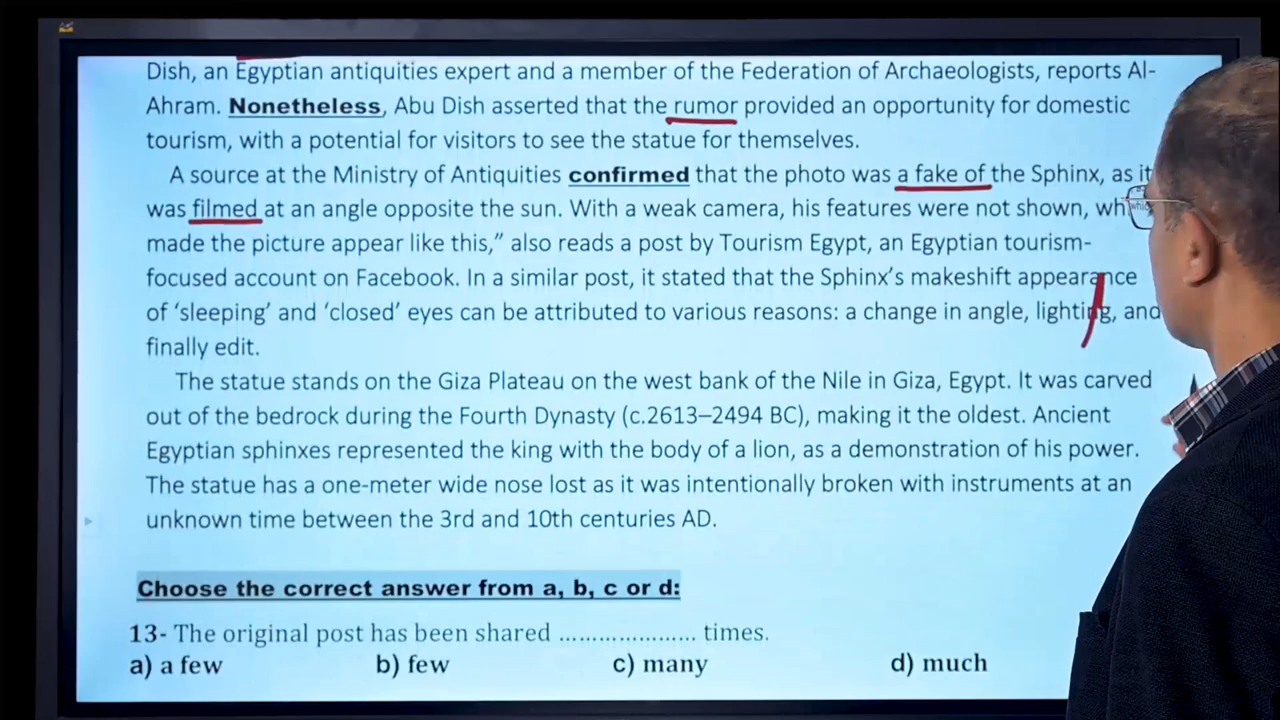 Dish, an Egyptian antiquities expert and a member of the Federation of Archaeologists, reports Al-
Ahram. Nonetheless, Abu Dish asserted that the rumor provided an opportunity for domestic
tourism, with a potential for visitors to see the statue for themselves.
A source at the Ministry of Antiquities confirmed that the photo was a fake of the Sphinx, as it
was filmed at an angle opposite the sun. With a weak camera, his features were not shown, which
made the picture appear like this,” also reads a post by Tourism Egypt, an Egyptian tourism-
focused account on Facebook. In a similar post, it stated that the Sphinx’s makeshift appearance
of ‘sleeping’ and ‘closed’ eyes can be attributed to various reasons: a change in angle, lighting, and
finally edit.
The statue stands on the Giza Plateau on the west bank of the Nile in Giza, Egypt. It was carved
out of the bedrock during the Fourth Dynasty (c.2613–2494 BC), making it the oldest. Ancient
Egyptian sphinxes represented the king with the body of a lion, as a demonstration of his power.
The statue has a one-meter wide nose lost as it was intentionally broken with instruments at an
unknown time between the 3rd and 10th centuries AD.
Choose the correct answer from a, b, c or d:
13- The original post has been shared ………………… times.
a) a few b) few c) many d) much